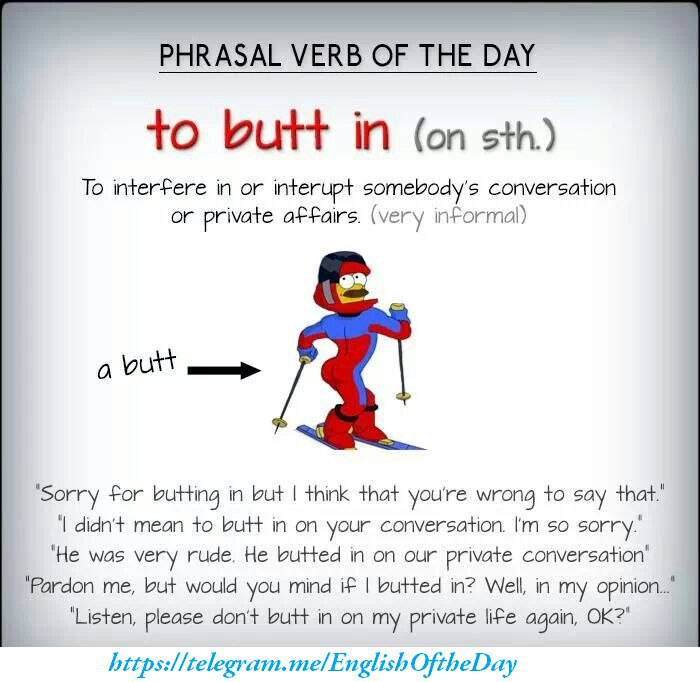 PHRASAL VERB OF THE DAY
to butt in (on sth.)
To interfere in or interupt somebody's conversation
or private affairs. (very informal)
a butt
"Sorry for butting in but I think that you're wrong to say that."
"I didn't mean to butt in on your conversation. I'm so sorry."
"He was very rude. He butted in on our private conversation"
"Pardon me, but would you mind if I butted in? Well, in my opinion..."
"Listen, please don't butt in on my private life again, OK?"
https://telegram.me/EnglishOftheDay